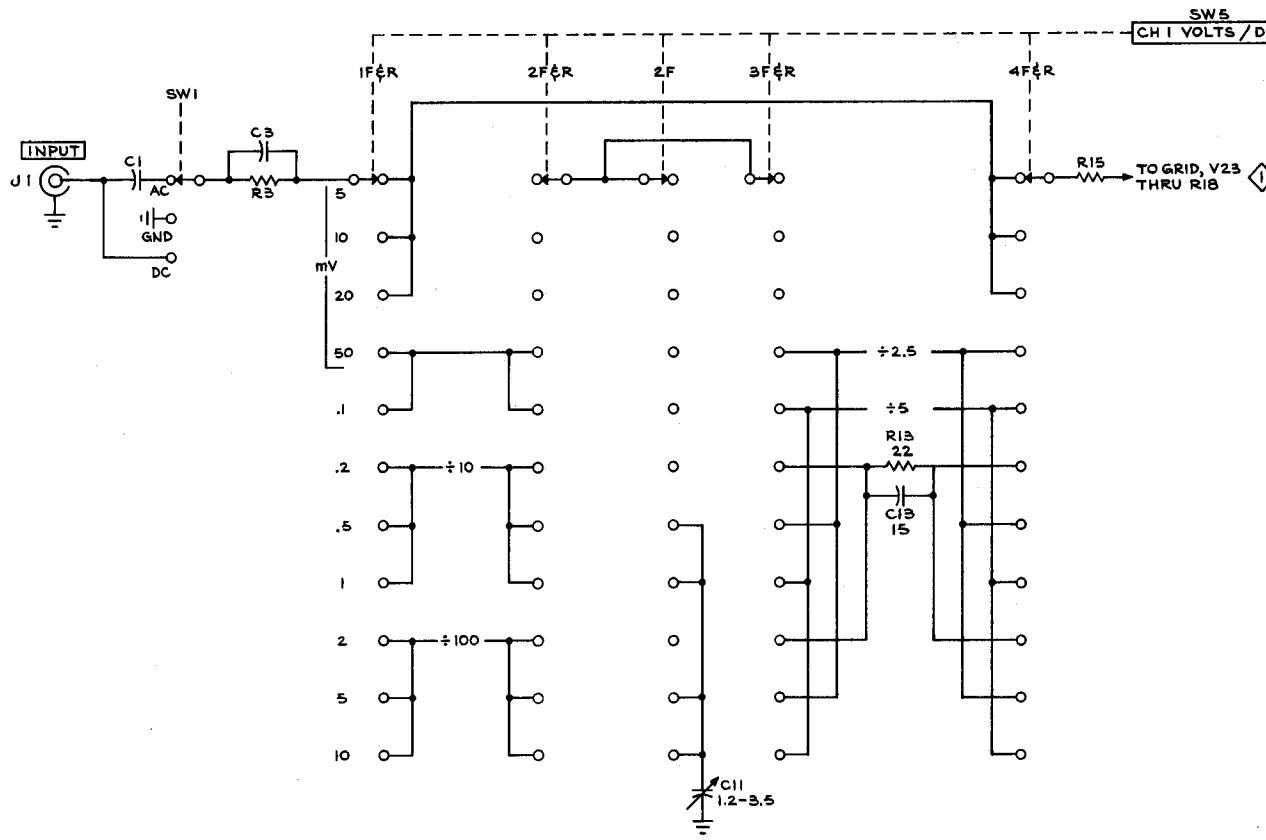 SW5
CH 1 VOLTS / D
1F&R
2F&R
2F
3F&R
4F&R
SW1
INPUT
J1
C1
AC
GND
DC
C3
R3
5
R15
TO GRID, V23
THRU R18
1
10
mV
20
50
÷2.5
.1
÷5
.2
÷10
R13
22
.5
C13
15
1
2
÷100
5
10
C11
1.2-3.5